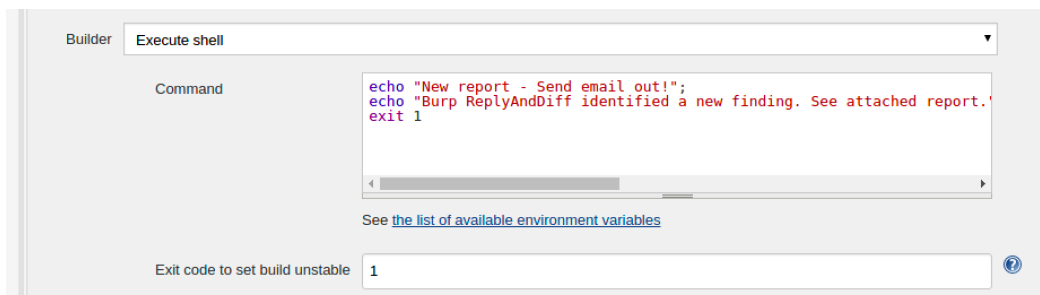 Builder Execute shell
Command
echo "New report - Send email out!";
echo "Burp ReplyAndDiff identified a new finding. See attached report.
exit 1
See the list of available environment variables
Exit code to set build unstable 1